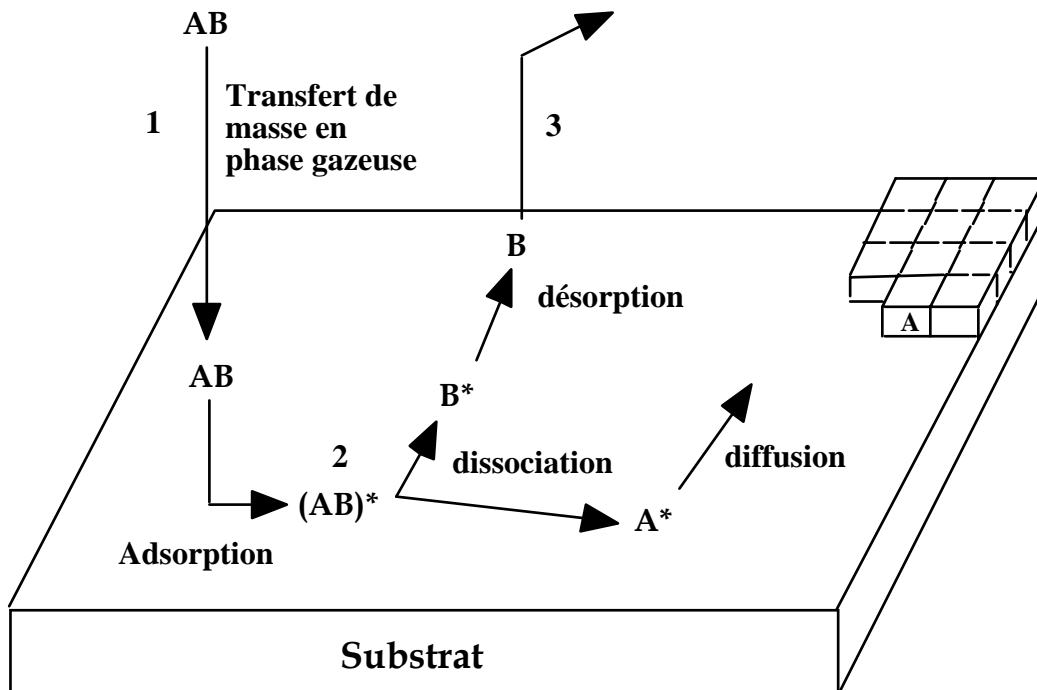 AB
1
Transfert de
masse en
phase gazeuse
3
B
désorption
A
AB
B*
2
dissociation
diffusion
(AB)*
A*
Adsorption
Substrat